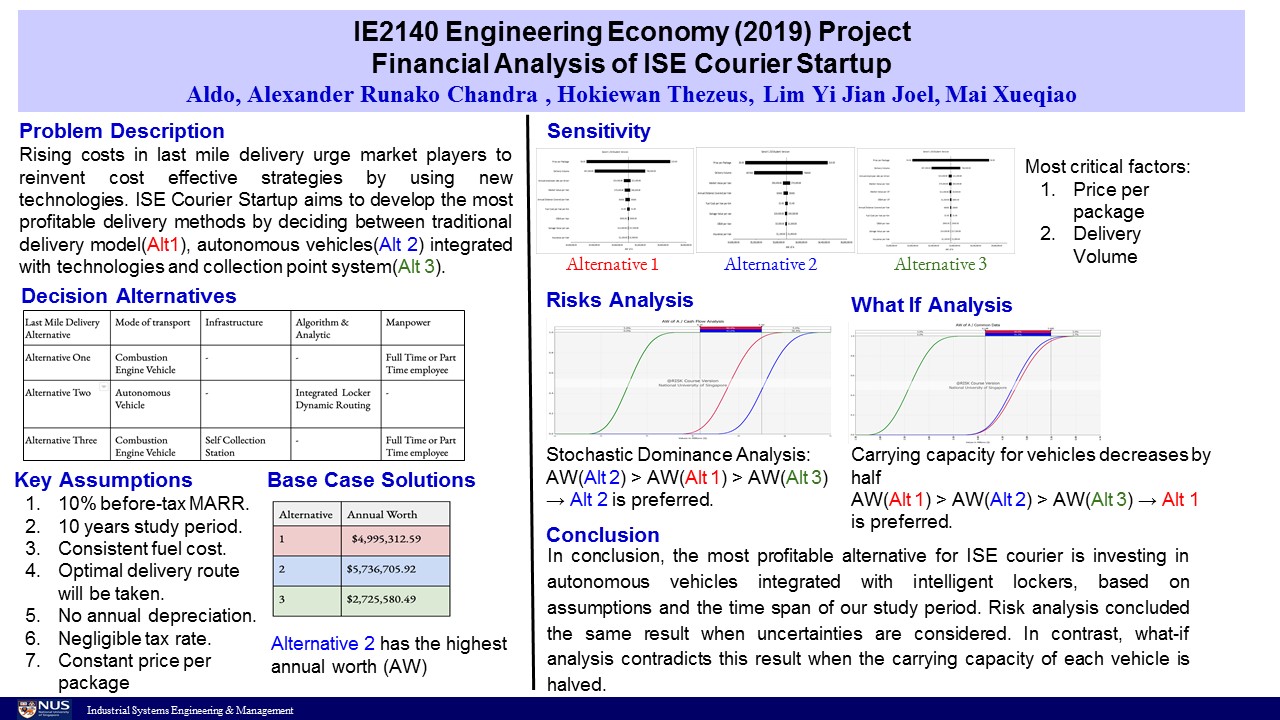 IE2140 Engineering Economy (2019) Project
Financial Analysis of ISE Courier Startup
Aldo, Alexander Runako Chandra , Hokiewan Thezeus, Lim Yi Jian Joel, Mai Xueqiao
Problem Description
Rising costs in last mile delivery urge market players to
reinvent cost effective strategies by using new
technologies. ISE Courier Startup aims to develop the most
profitable delivery methods by deciding between traditional
delivery model(Alt1), autonomous vehicles(Alt 2) integrated
with technologies and collection point system(Alt 3).
Decision Alternatives
Last Mile Delivery Alternative
Mode of transport
Infrastructure
Algorithm & Analytic
Manpower
Alternative One
Combustion Engine Vehicle
-
-
Full Time or Part Time employee
Alternative Two
Autonomous Vehicle
-
Integrated Locker Dynamic Routing
-
Alternative Three
Combustion Engine Vehicle
Self Collection Station
-
Full Time or Part Time employee
Key Assumptions
1. 10% before-tax MARR.
2. 10 years study period.
3. Consistent fuel cost.
4. Optimal delivery route
will be taken.
5. No annual depreciation.
6. Negligible tax rate.
7. Constant price per
package
Base Case Solutions
Alternative Annual Worth
1 $4,995,312.59
2 $5,736,705.92
3 $2,725,580.49
Alternative 2 has the highest
annual worth (AW)
Sensitivity
Alternative 1
Alternative 2
Alternative 3
Most critical factors:
1. Price per
package
2. Delivery
Volume
Risks Analysis
AW of A / Cash Flow Analysis
@RISK Course Version
National University of Singapore
Stochastic Dominance Analysis:
AW(Alt 2) > AW(Alt 1) > AW(Alt 3)
→ Alt 2 is preferred.
What If Analysis
AW of A / Common Data
@RISK Course Version
National University of Singapore
Carrying capacity for vehicles decreases by
half
AW(Alt 1) > AW(Alt 2) > AW(Alt 3) → Alt 1
is preferred.
Conclusion
In conclusion, the most profitable alternative for ISE courier is investing in
autonomous vehicles integrated with intelligent lockers, based on
assumptions and the time span of our study period. Risk analysis concluded
the same result when uncertainties are considered. In contrast, what-if
analysis contradicts this result when the carrying capacity of each vehicle is
halved.
NUS
National University
of Singapore
Industrial Systems Engineering & Management